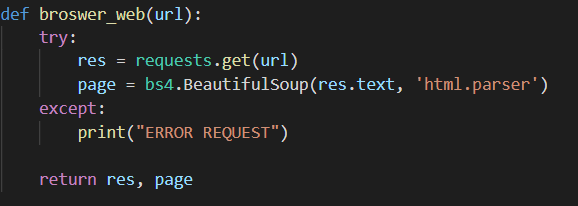 def broswer_web(url):
    try:
        res = requests.get(url)
        page = bs4.BeautifulSoup(res.text, 'html.parser')
    except:
        print("ERROR REQUEST")
    return res, page